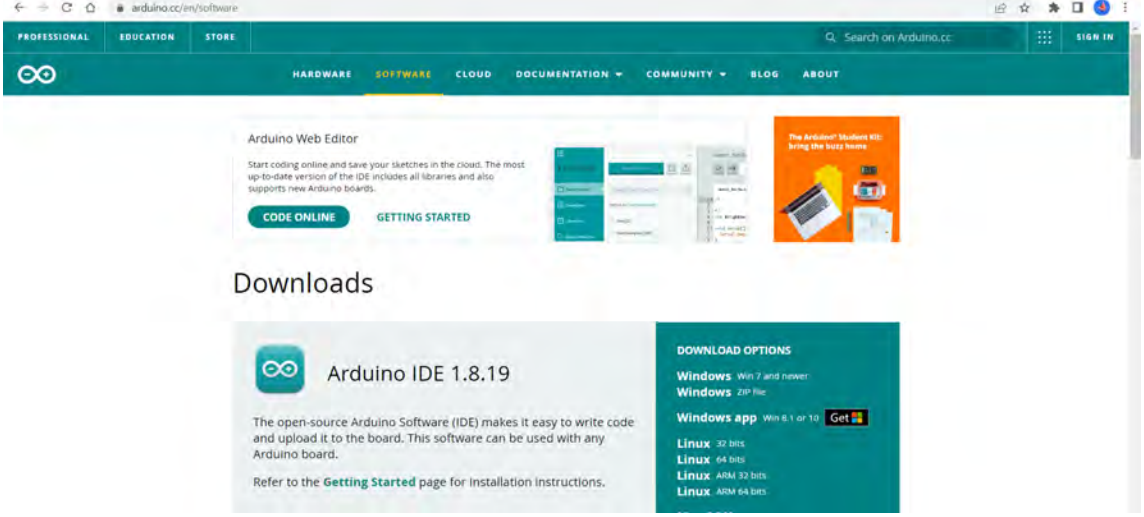 arduino.cc/en/software
PROFESSIONAL EDUCATION STORE Search on Arduino.cc SIGN IN
HARDWARE SOFTWARE CLOUD DOCUMENTATION COMMUNITY BLOG ABOUT
Arduino Web Editor
Start coding online and save your sketches in the cloud. The most
up-to-date version of the IDE includes all libraries and also
supports new Arduino boards.
CODE ONLINE GETTING STARTED
The Arduino® Student Kit:
bring the buzz home
Downloads
Arduino IDE 1.8.19
The open-source Arduino Software (IDE) makes it easy to write code
and upload it to the board. This software can be used with any
Arduino board.
Refer to the Getting Started page for Installation instructions.
DOWNLOAD OPTIONS
Windows Win 7 and newer
Windows ZIP file
Windows app Win 8.1 or 10 Get
Linux 32 bits
Linux 64 bits
Linux ARM 32 bits
Linux ARM 64 bits